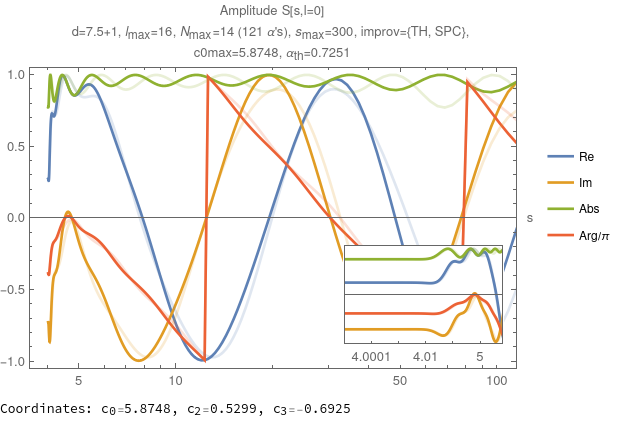 Amplitude S[s,l=0]
d=7.5+1, lmax=16, Nmax=14 (121 α's), smax=300, improv={TH, SPC},
c0max=5.8748, αth=0.7251
1.0
0.5
0.0
-0.5
-1.0
5
10
50
100
s
4.0001
4.01
5
Re
Im
Abs
Arg/π
Coordinates: c0=5.8748, c2=0.5299, c3=-0.6925